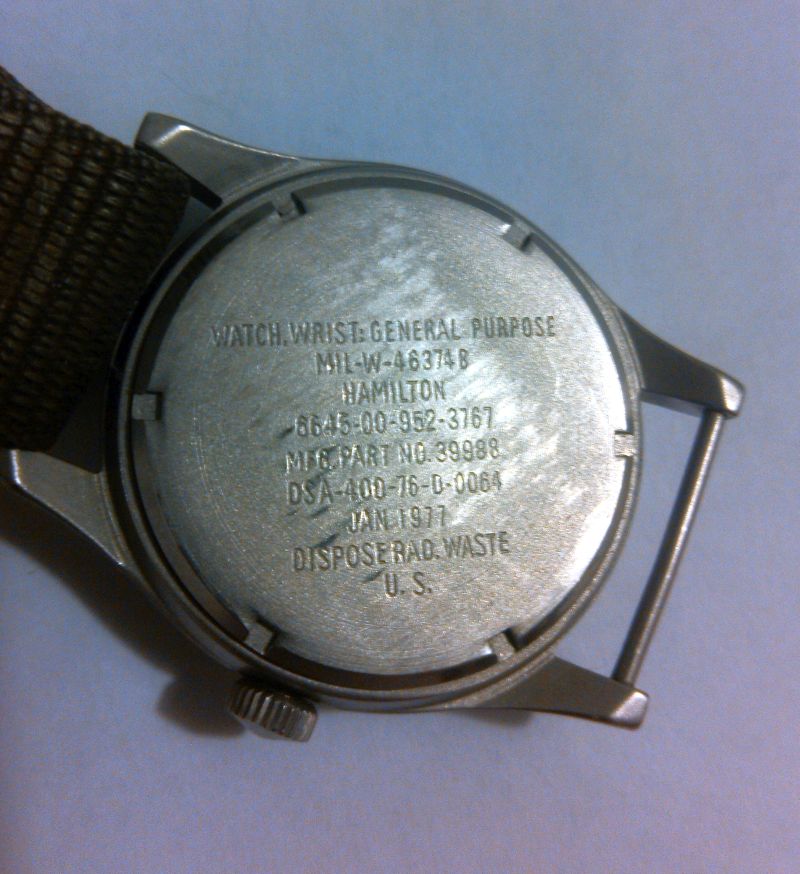 WATCH, WRIST: GENERAL PURPOSE
MIL-W-46374B
HAMILTON
6645-00-952-3767
MFG. PART NO. 39988
DSA-400-76-D-0064
JAN 1977
DISPOSE RAD. WASTE
U. S.